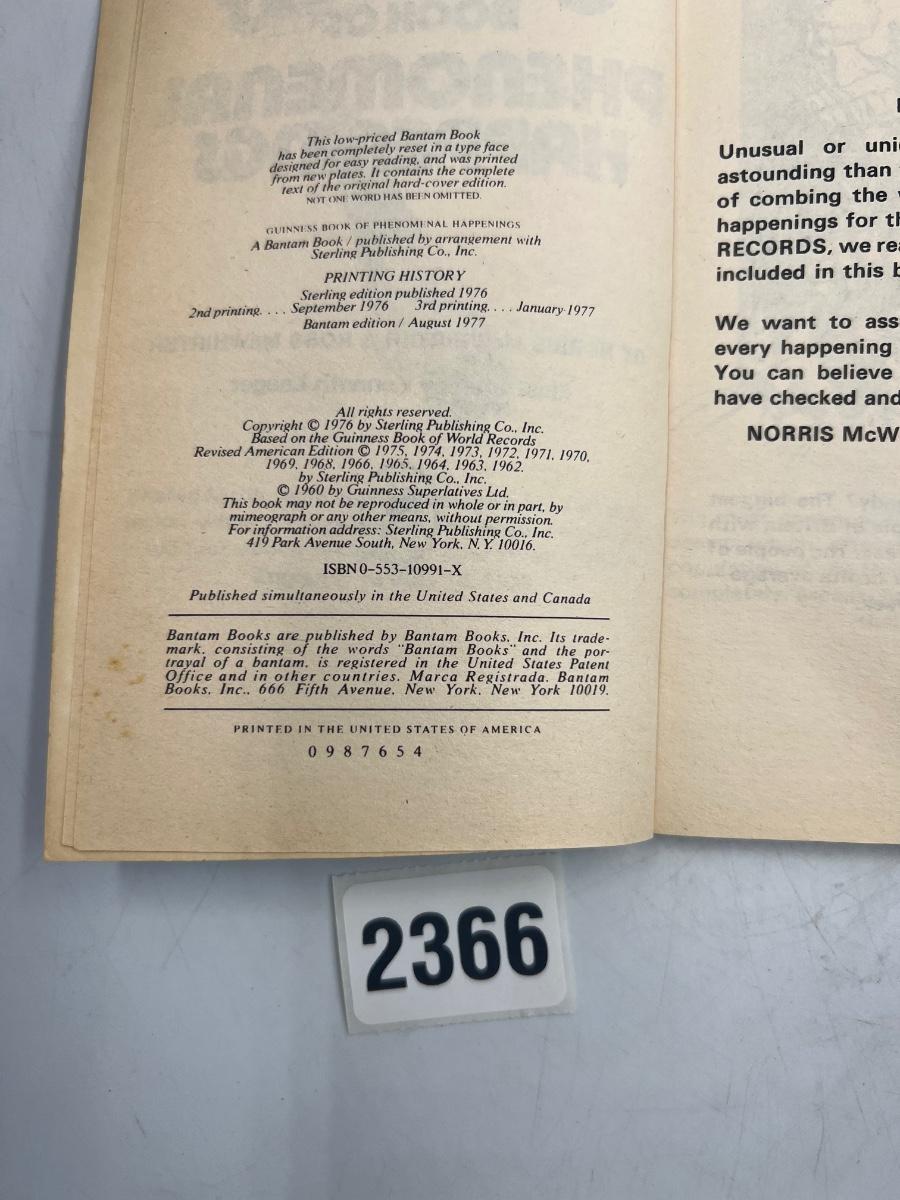 This low-priced Bantam Book
has been completely reset in a type face
designed for easy reading, and was printed
from new plates. It contains the complete
text of the original hard-cover edition.
NOT ONE WORD HAS BEEN OMITTED.
GUINNESS BOOK OF PHENOMENAL HAPPENINGS
A Bantam Book / published by arrangement with
Sterling Publishing Co., Inc.
PRINTING HISTORY
Sterling edition published 1976
2nd printing. . . . September 1976 3rd printing. . . . January 1977
Bantam edition / August 1977
All rights reserved.
Copyright © 1976 by Sterling Publishing Co., Inc.
Based on the Guinness Book of World Records
Revised American Edition © 1975, 1974, 1973, 1972, 1971, 1970,
1969, 1968, 1966, 1965, 1964, 1963, 1962.
by Sterling Publishing Co., Inc.
© 1960 by Guinness Superlatives Ltd.
This book may not be reproduced in whole or in part, by
mimeograph or any other means, without permission.
For information address: Sterling Publishing Co., Inc.
419 Park Avenue South, New York, N.Y. 10016.
ISBN 0-553-10991-X
Published simultaneously in the United States and Canada
Bantam Books are published by Bantam Books, Inc. Its trade-
mark, consisting of the words "Bantam Books" and the por-
trayal of a bantam, is registered in the United States Patent
Office and in other countries. Marca Registrada. Bantam
Books, Inc., 666 Fifth Avenue, New York, New York 10019.
PRINTED IN THE UNITED STATES OF AMERICA
0 9 8 7 6 5 4
Unusual or
astounding than
of combing the
happenings for
RECORDS, we
included in this
We want to
every happening
You can believe
have checked and
NORRIS
2366